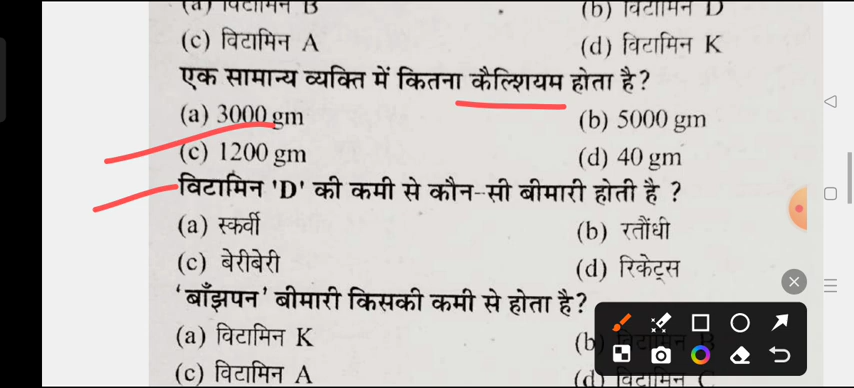 (a) विटामिन B (b) विटामिन D
(c) विटामिन A (d) विटामिन K
एक सामान्य व्यक्ति में कितना कैल्शियम होता है?
(a) 3000 gm (b) 5000 gm
(c) 1200 gm (d) 40 gm
विटामिन 'D' की कमी से कौन-सी बीमारी होती है ?
(a) स्कर्वी (b) रतौंधी
(c) बेरीबेरी (d) रिकेट्स
'बाँझपन' बीमारी किसकी कमी से होता है?
(a) विटामिन K (b) विटामिन B
(c) विटामिन A (d) विटामिन C